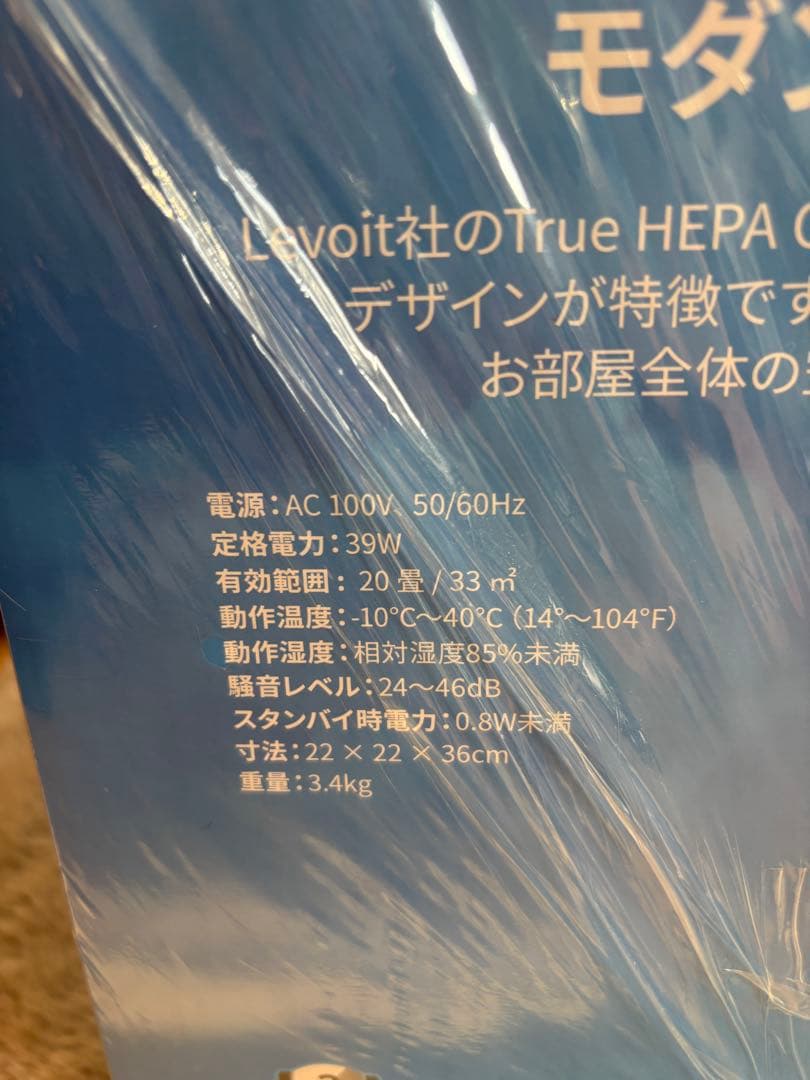 モダン
Levoit社のTrue HEPA
デザインが特徴です
お部屋全体の
電源：AC 100V、50/60Hz
定格電力：39W
有効範囲：20 畳 / 33 ㎡
動作温度：-10°C～40°C（14°～104°F）
動作湿度：相対湿度85%未満
騒音レベル：24～46dB
スタンバイ時電力：0.8W未満
寸法：22 × 22 × 36cm
重量：3.4kg